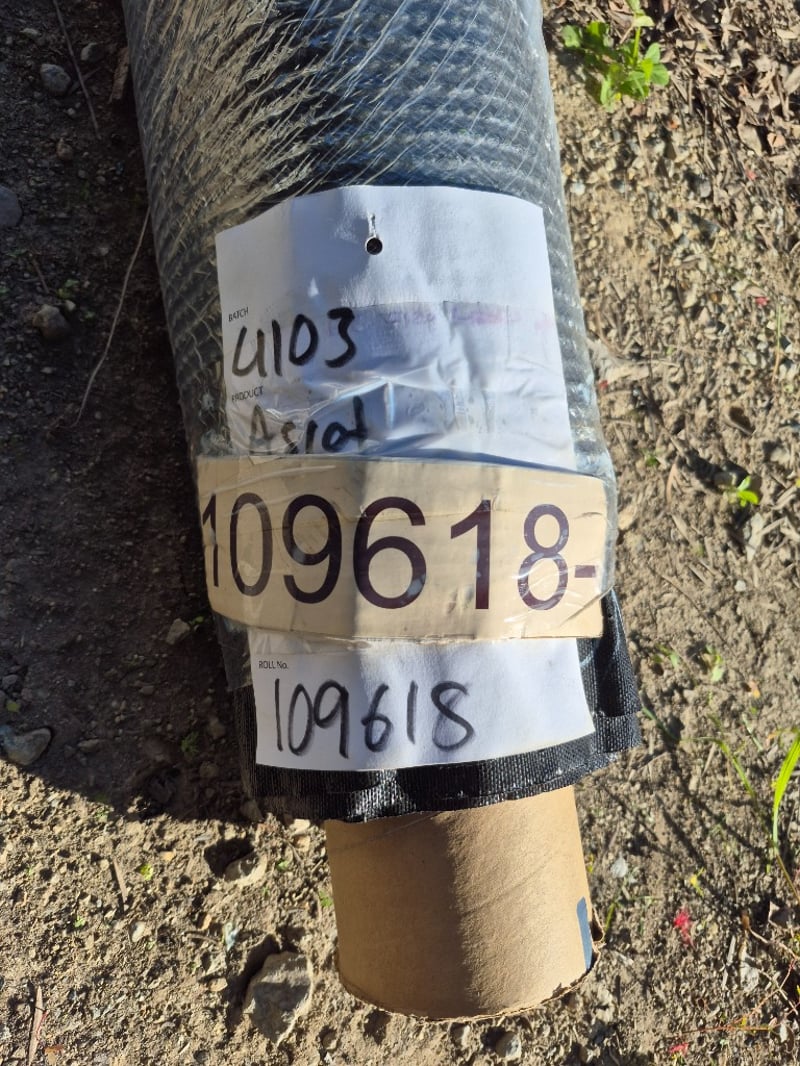 BATCH
4103
PRODUCT
109618-
ROLL No.
109618